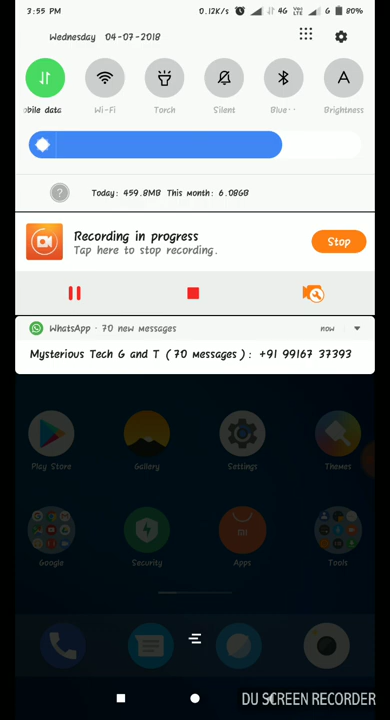 3:55 PM 0.12K/s 4G VoLTE G 80%
Wednesday 04-07-2018
bile data Wi-Fi Torch Silent Blue·· Brightness
A
Today: 459.8MB This month: 6.08GB
Recording in progress
Tap here to stop recording.
Stop
WhatsApp · 70 new messages now
Mysterious Tech G and T ( 70 messages ) : +91 99167 37393
Play Store Gallery Settings Themes
Google Security Apps Tools
DU SCREEN RECORDER